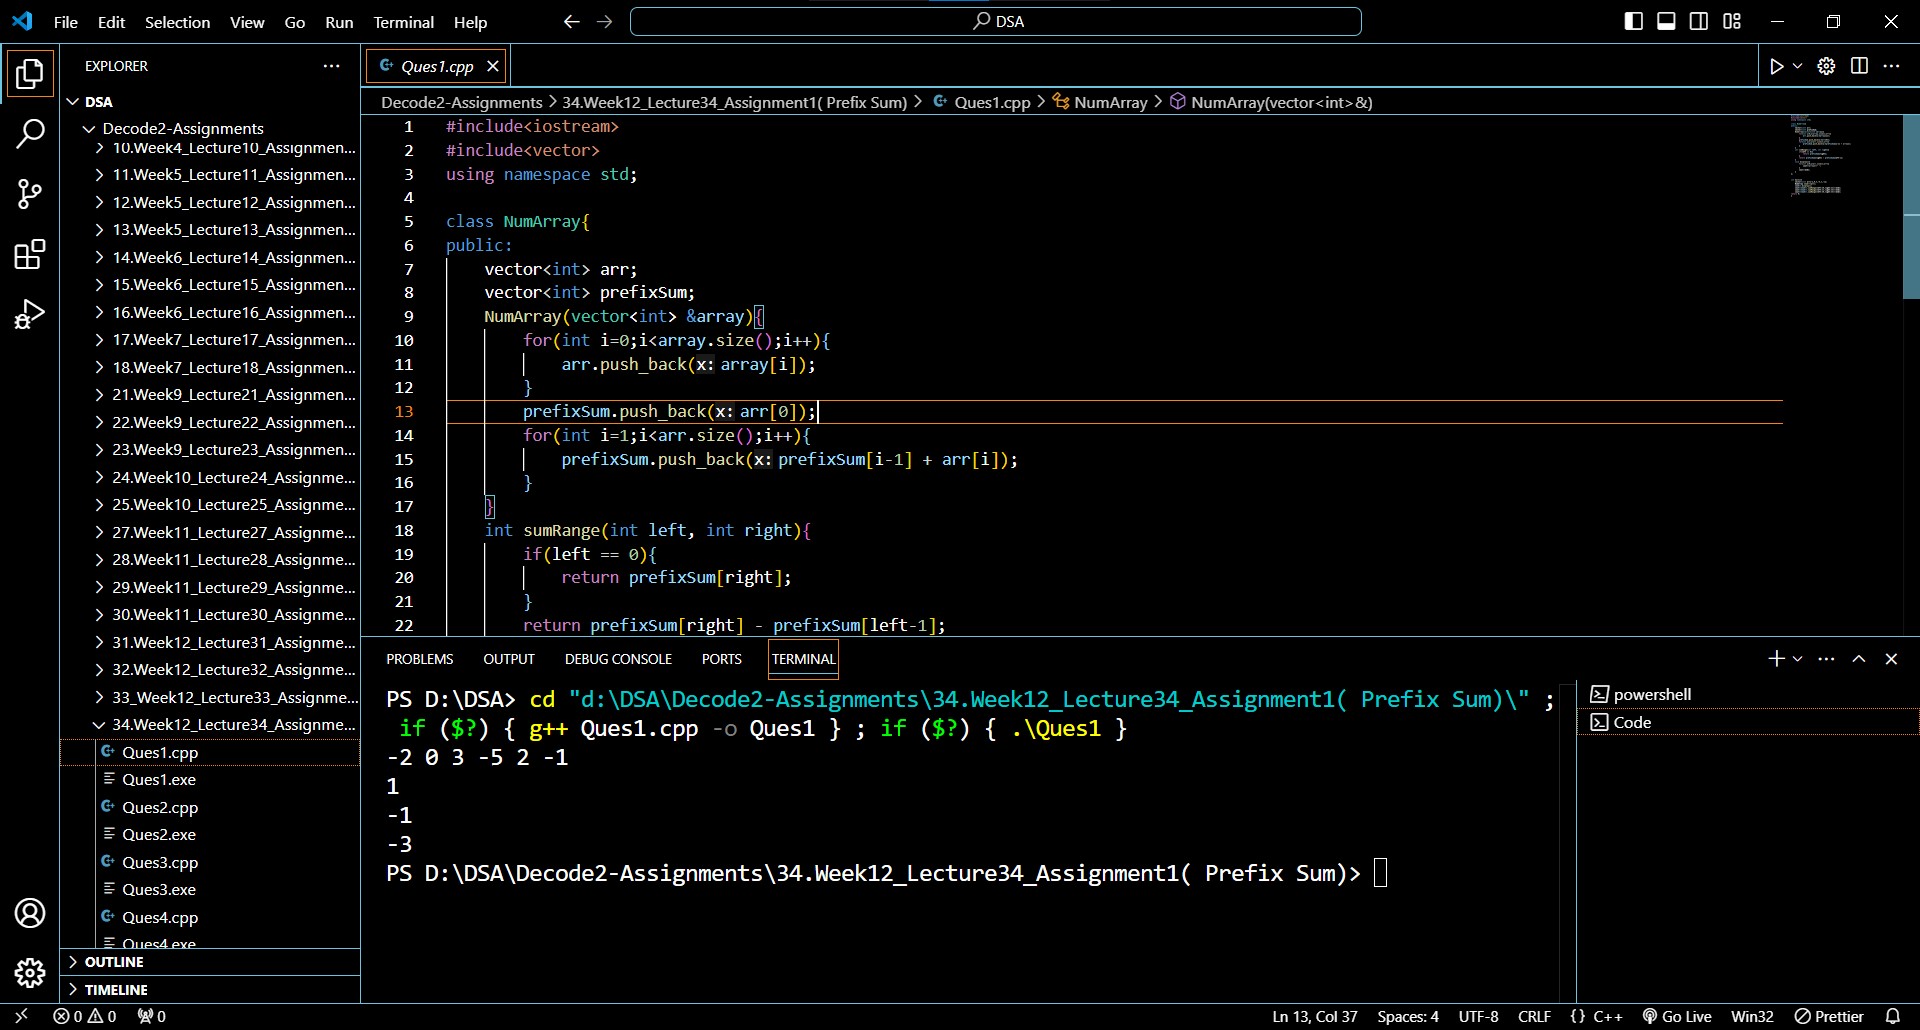 File Edit Selection View Go Run Terminal Help
DSA
EXPLORER
DSA
Decode2-Assignments
10.Week4_Lecture10_Assignmen...
11.Week5_Lecture11_Assignmen...
12.Week5_Lecture12_Assignmen...
13.Week5_Lecture13_Assignmen...
14.Week6_Lecture14_Assignmen...
15.Week6_Lecture15_Assignmen...
16.Week6_Lecture16_Assignmen...
17.Week7_Lecture17_Assignmen...
18.Week7_Lecture18_Assignmen...
21.Week9_Lecture21_Assignmen...
22.Week9_Lecture22_Assignmen...
23.Week9_Lecture23_Assignmen...
24.Week10_Lecture24_Assignme...
25.Week10_Lecture25_Assignme...
27.Week11_Lecture27_Assignme...
28.Week11_Lecture28_Assignme...
29.Week11_Lecture29_Assignme...
30.Week11_Lecture30_Assignme...
31.Week12_Lecture31_Assignme...
32.Week12_Lecture32_Assignme...
33_Week12_Lecture33_Assignme...
34.Week12_Lecture34_Assignme...
Ques1.cpp
Ques1.exe
Ques2.cpp
Ques2.exe
Ques3.cpp
Ques3.exe
Ques4.cpp
Ques4.exe
OUTLINE
TIMELINE
Ques1.cpp
Decode2-Assignments > 34.Week12_Lecture34_Assignment1( Prefix Sum) > Ques1.cpp > NumArray > NumArray(vector<int>&)
1 #include<iostream>
2 #include<vector>
3 using namespace std;
4
5 class NumArray{
6 public:
7 vector<int> arr;
8 vector<int> prefixSum;
9 NumArray(vector<int> &array){
10 for(int i=0;i<array.size();i++){
11 arr.push_back(x: array[i]);
12 }
13 prefixSum.push_back(x: arr[0]);
14 for(int i=1;i<arr.size();i++){
15 prefixSum.push_back(x: prefixSum[i-1] + arr[i]);
16 }
17 }
18 int sumRange(int left, int right){
19 if(left == 0){
20 return prefixSum[right];
21 }
22 return prefixSum[right] - prefixSum[left-1];
PROBLEMS OUTPUT DEBUG CONSOLE PORTS TERMINAL
PS D:\DSA> cd "d:\DSA\Decode2-Assignments\34.Week12_Lecture34_Assignment1( Prefix Sum)\" ;
if ($?) { g++ Ques1.cpp -o Ques1 } ; if ($?) { .\Ques1 }
-2 0 3 -5 2 -1
1
-1
-3
PS D:\DSA\Decode2-Assignments\34.Week12_Lecture34_Assignment1( Prefix Sum)>
powershell
Code
0 0 0 Ln 13, Col 37 Spaces: 4 UTF-8 CRLF {} C++ Go Live Win32 Prettier